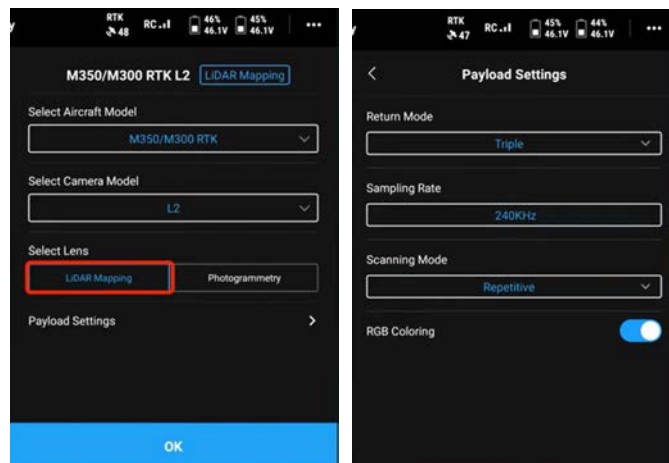 y RTK 48 RC 46% 46.1V 45% 46.1V •••
M350/M300 RTK L2 LiDAR Mapping
Select Aircraft Model
M350/M300 RTK
Select Camera Model
L2
Select Lens
LiDAR Mapping Photogrammetry
Payload Settings
OK
y RTK 47 RC 45% 46.1V 44% 46.1V •••
Payload Settings
Return Mode
Triple
Sampling Rate
240KHz
Scanning Mode
Repetitive
RGB Coloring